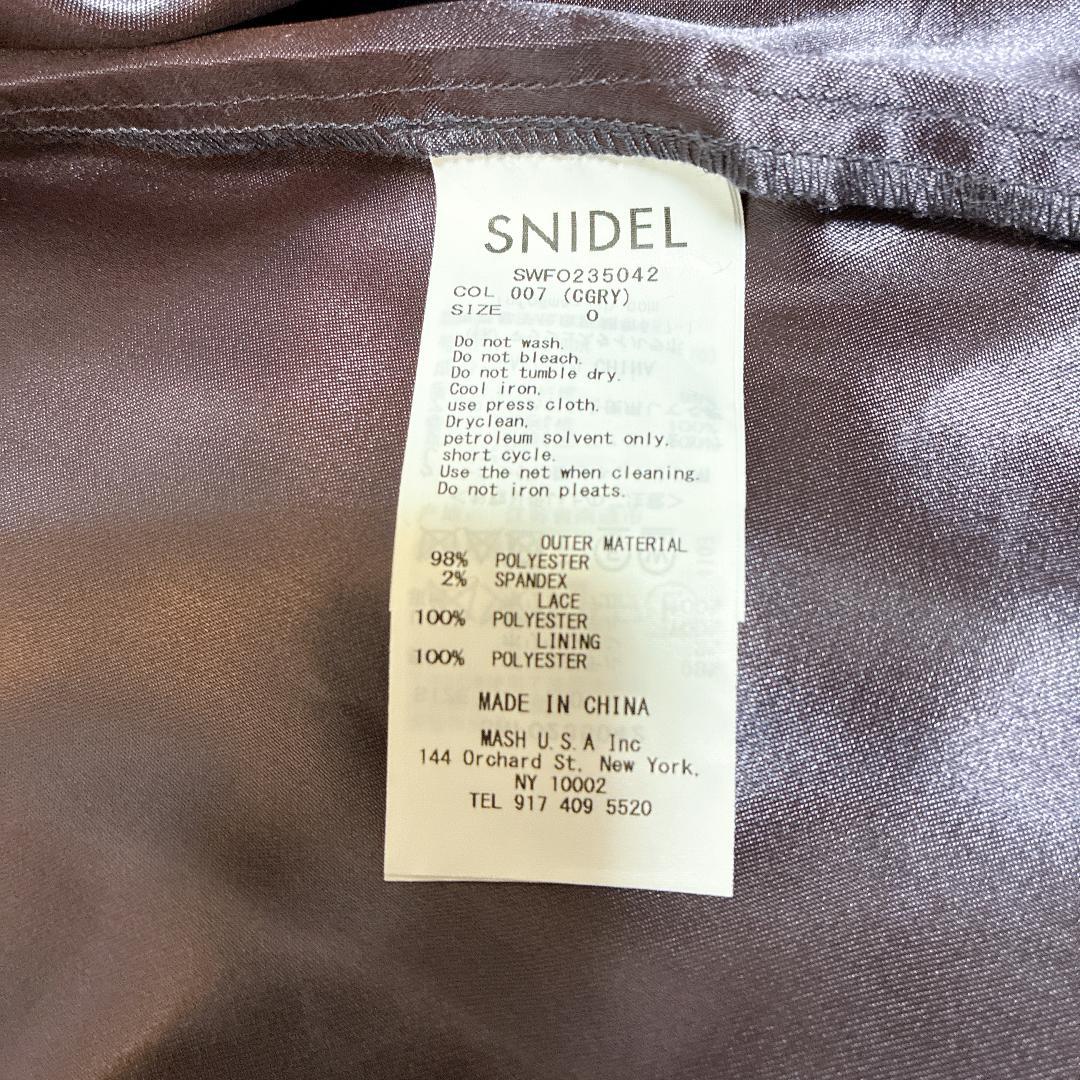 SNIDEL
SWFO235042
COL 007 (CGRY)
SIZE 0
Do not wash.
Do not bleach.
Do not tumble dry.
Cool iron,
use press cloth.
Dryclean,
petroleum solvent only,
short cycle.
Use the net when cleaning.
Do not iron pleats.
OUTER MATERIAL
98% POLYESTER
2% SPANDEX
LACE
100% POLYESTER
LINING
100% POLYESTER
MADE IN CHINA
MASH U.S.A Inc
144 Orchard St, New York,
NY 10002
TEL 917 409 5520